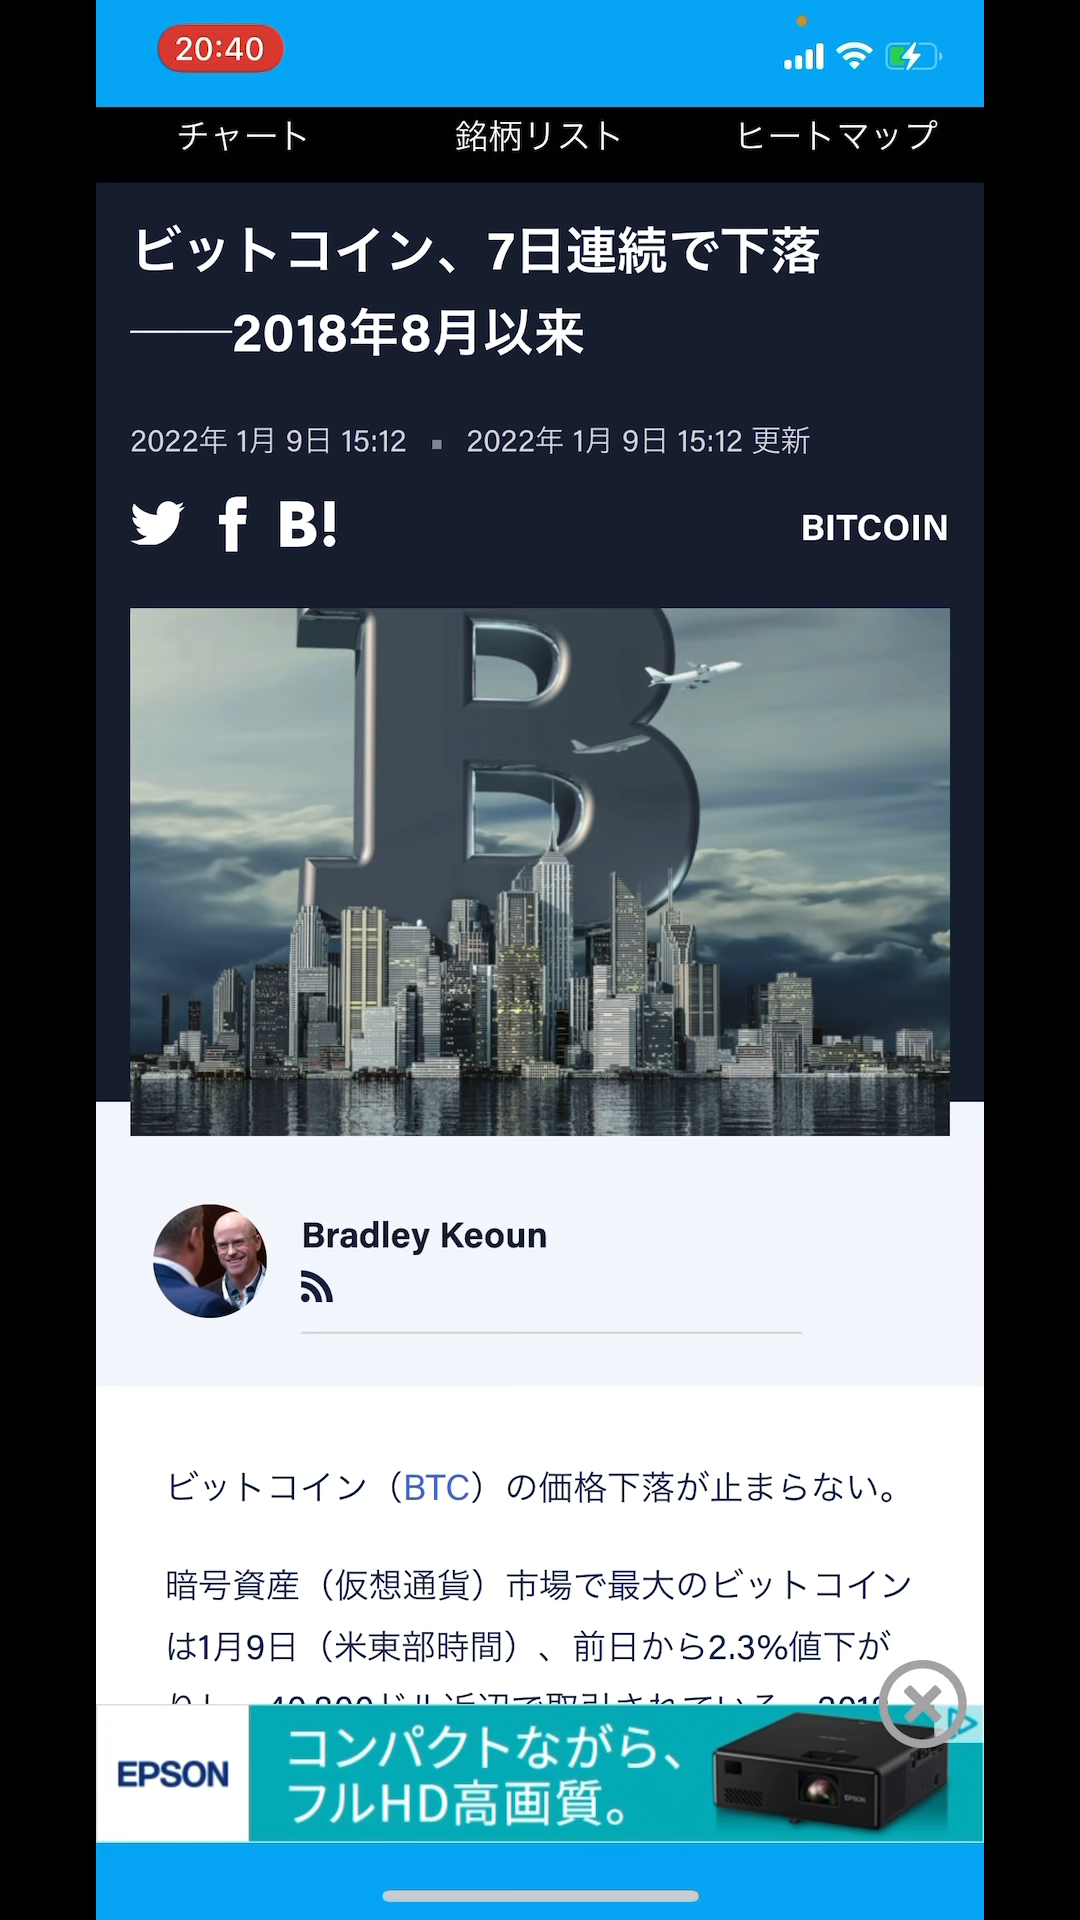 20:40
チャート
銘柄リスト
ヒートマップ
ビットコイン、7日連続で下落
──2018年8月以来
2022年 1月 9日 15:12 ■ 2022年 1月 9日 15:12 更新
B!
BITCOIN
Bradley Keoun
ビットコイン（BTC）の価格下落が止まらない。
暗号資産（仮想通貨）市場で最大のビットコイン
は1月9日（米東部時間）、前日から2.3%値下が
EPSON
コンパクトながら、
フルHD高画質。
EPSON